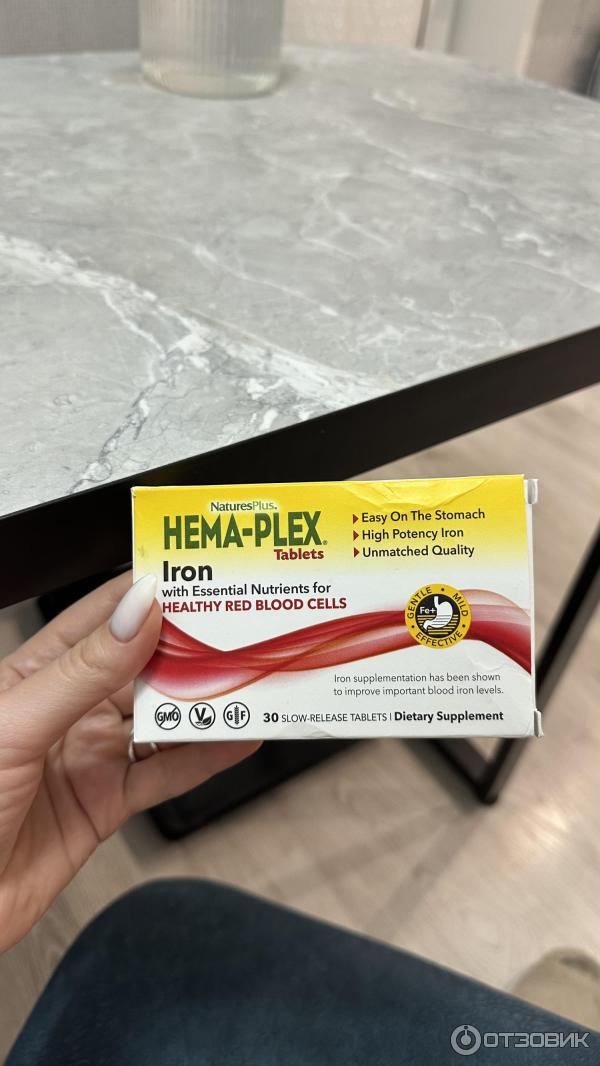 NaturesPlus.
HEMA-PLEX®
Tablets
Easy On The Stomach
High Potency Iron
Unmatched Quality
Iron
with Essential Nutrients for
HEALTHY RED BLOOD CELLS
GENTLE • MILD • EFFECTIVE •
Fe+
Iron supplementation has been shown
to improve important blood iron levels.
GMO V GF
30 SLOW-RELEASE TABLETS | Dietary Supplement
ОТЗОВИК